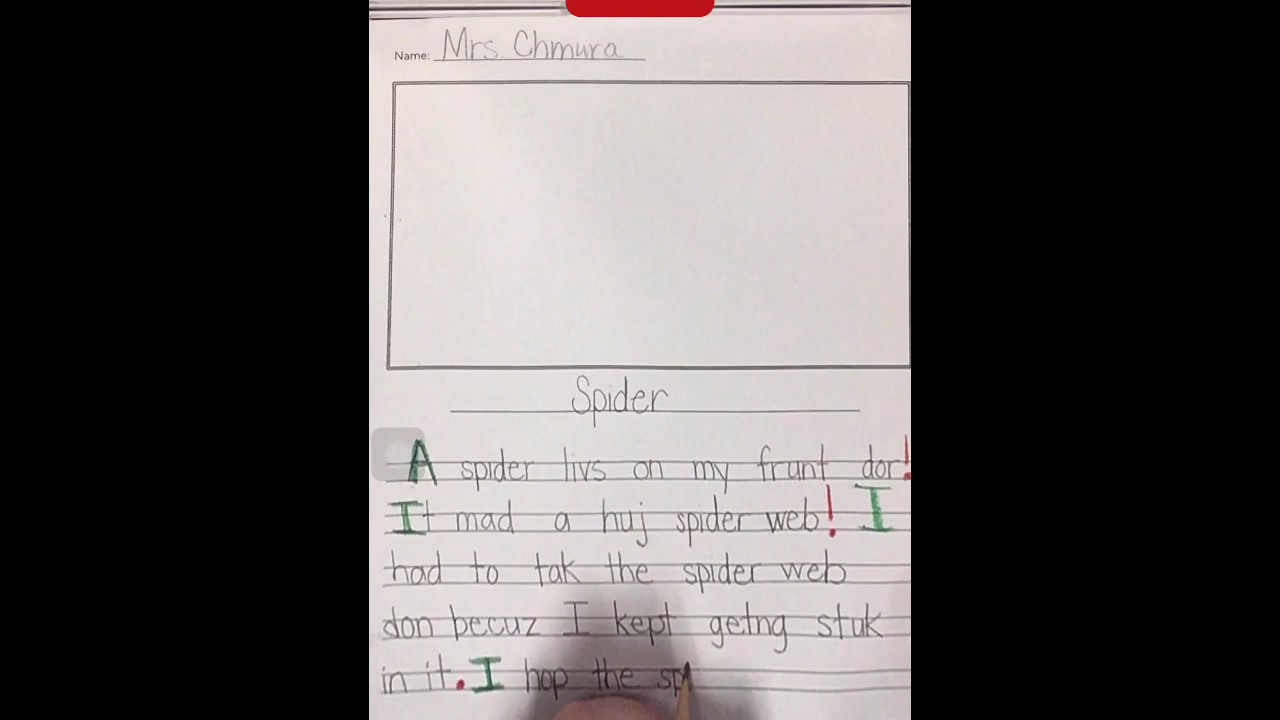 Name: Mrs. Chmura
Spider
A spider livs on my frunt dor!
It mad a huj spider web! I
had to tak the spider web
don becuz I kept getng stuk
in it. I hop the sp